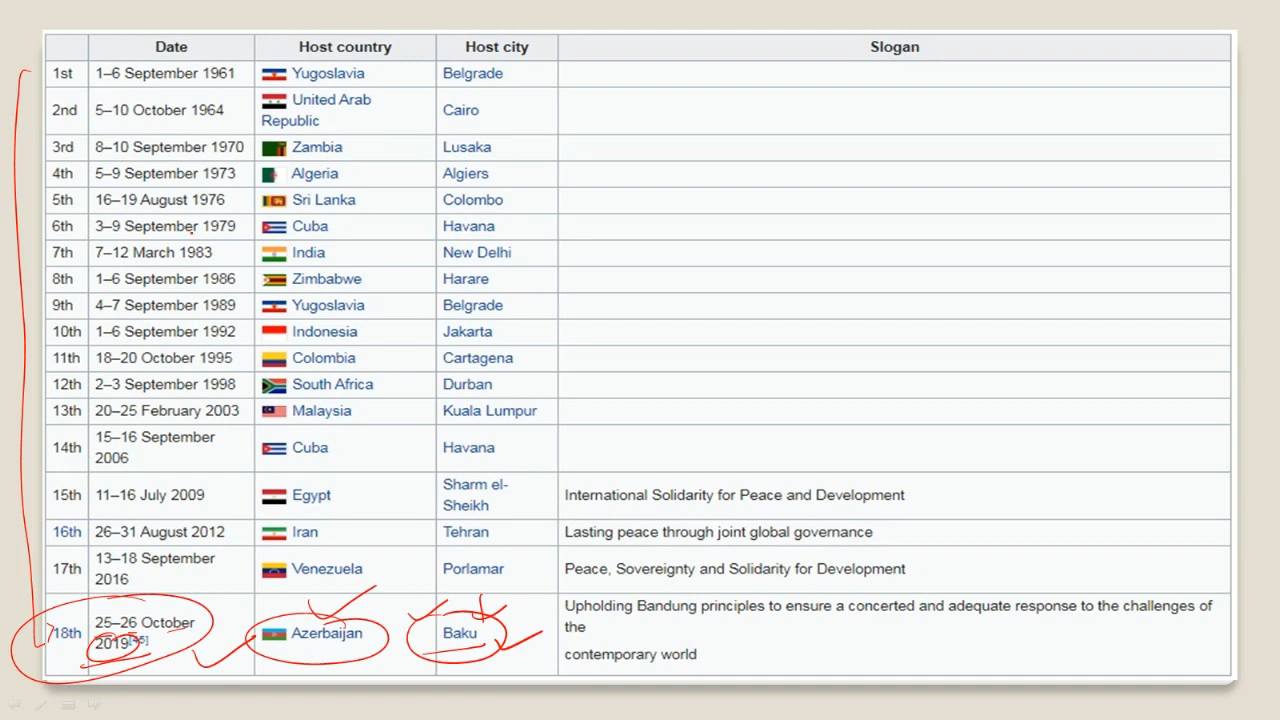 Date Host country Host city Slogan
1st 1–6 September 1961 Yugoslavia Belgrade
2nd 5–10 October 1964 United Arab Republic Cairo
3rd 8–10 September 1970 Zambia Lusaka
4th 5–9 September 1973 Algeria Algiers
5th 16–19 August 1976 Sri Lanka Colombo
6th 3–9 September 1979 Cuba Havana
7th 7–12 March 1983 India New Delhi
8th 1–6 September 1986 Zimbabwe Harare
9th 4–7 September 1989 Yugoslavia Belgrade
10th 1–6 September 1992 Indonesia Jakarta
11th 18–20 October 1995 Colombia Cartagena
12th 2–3 September 1998 South Africa Durban
13th 20–25 February 2003 Malaysia Kuala Lumpur
14th 15–16 September 2006 Cuba Havana
15th 11–16 July 2009 Egypt Sharm el-Sheikh International Solidarity for Peace and Development
16th 26–31 August 2012 Iran Tehran Lasting peace through joint global governance
17th 13–18 September 2016 Venezuela Porlamar Peace, Sovereignty and Solidarity for Development
18th 25–26 October 2019[45] Azerbaijan Baku Upholding Bandung principles to ensure a concerted and adequate response to the challenges of
the
contemporary world